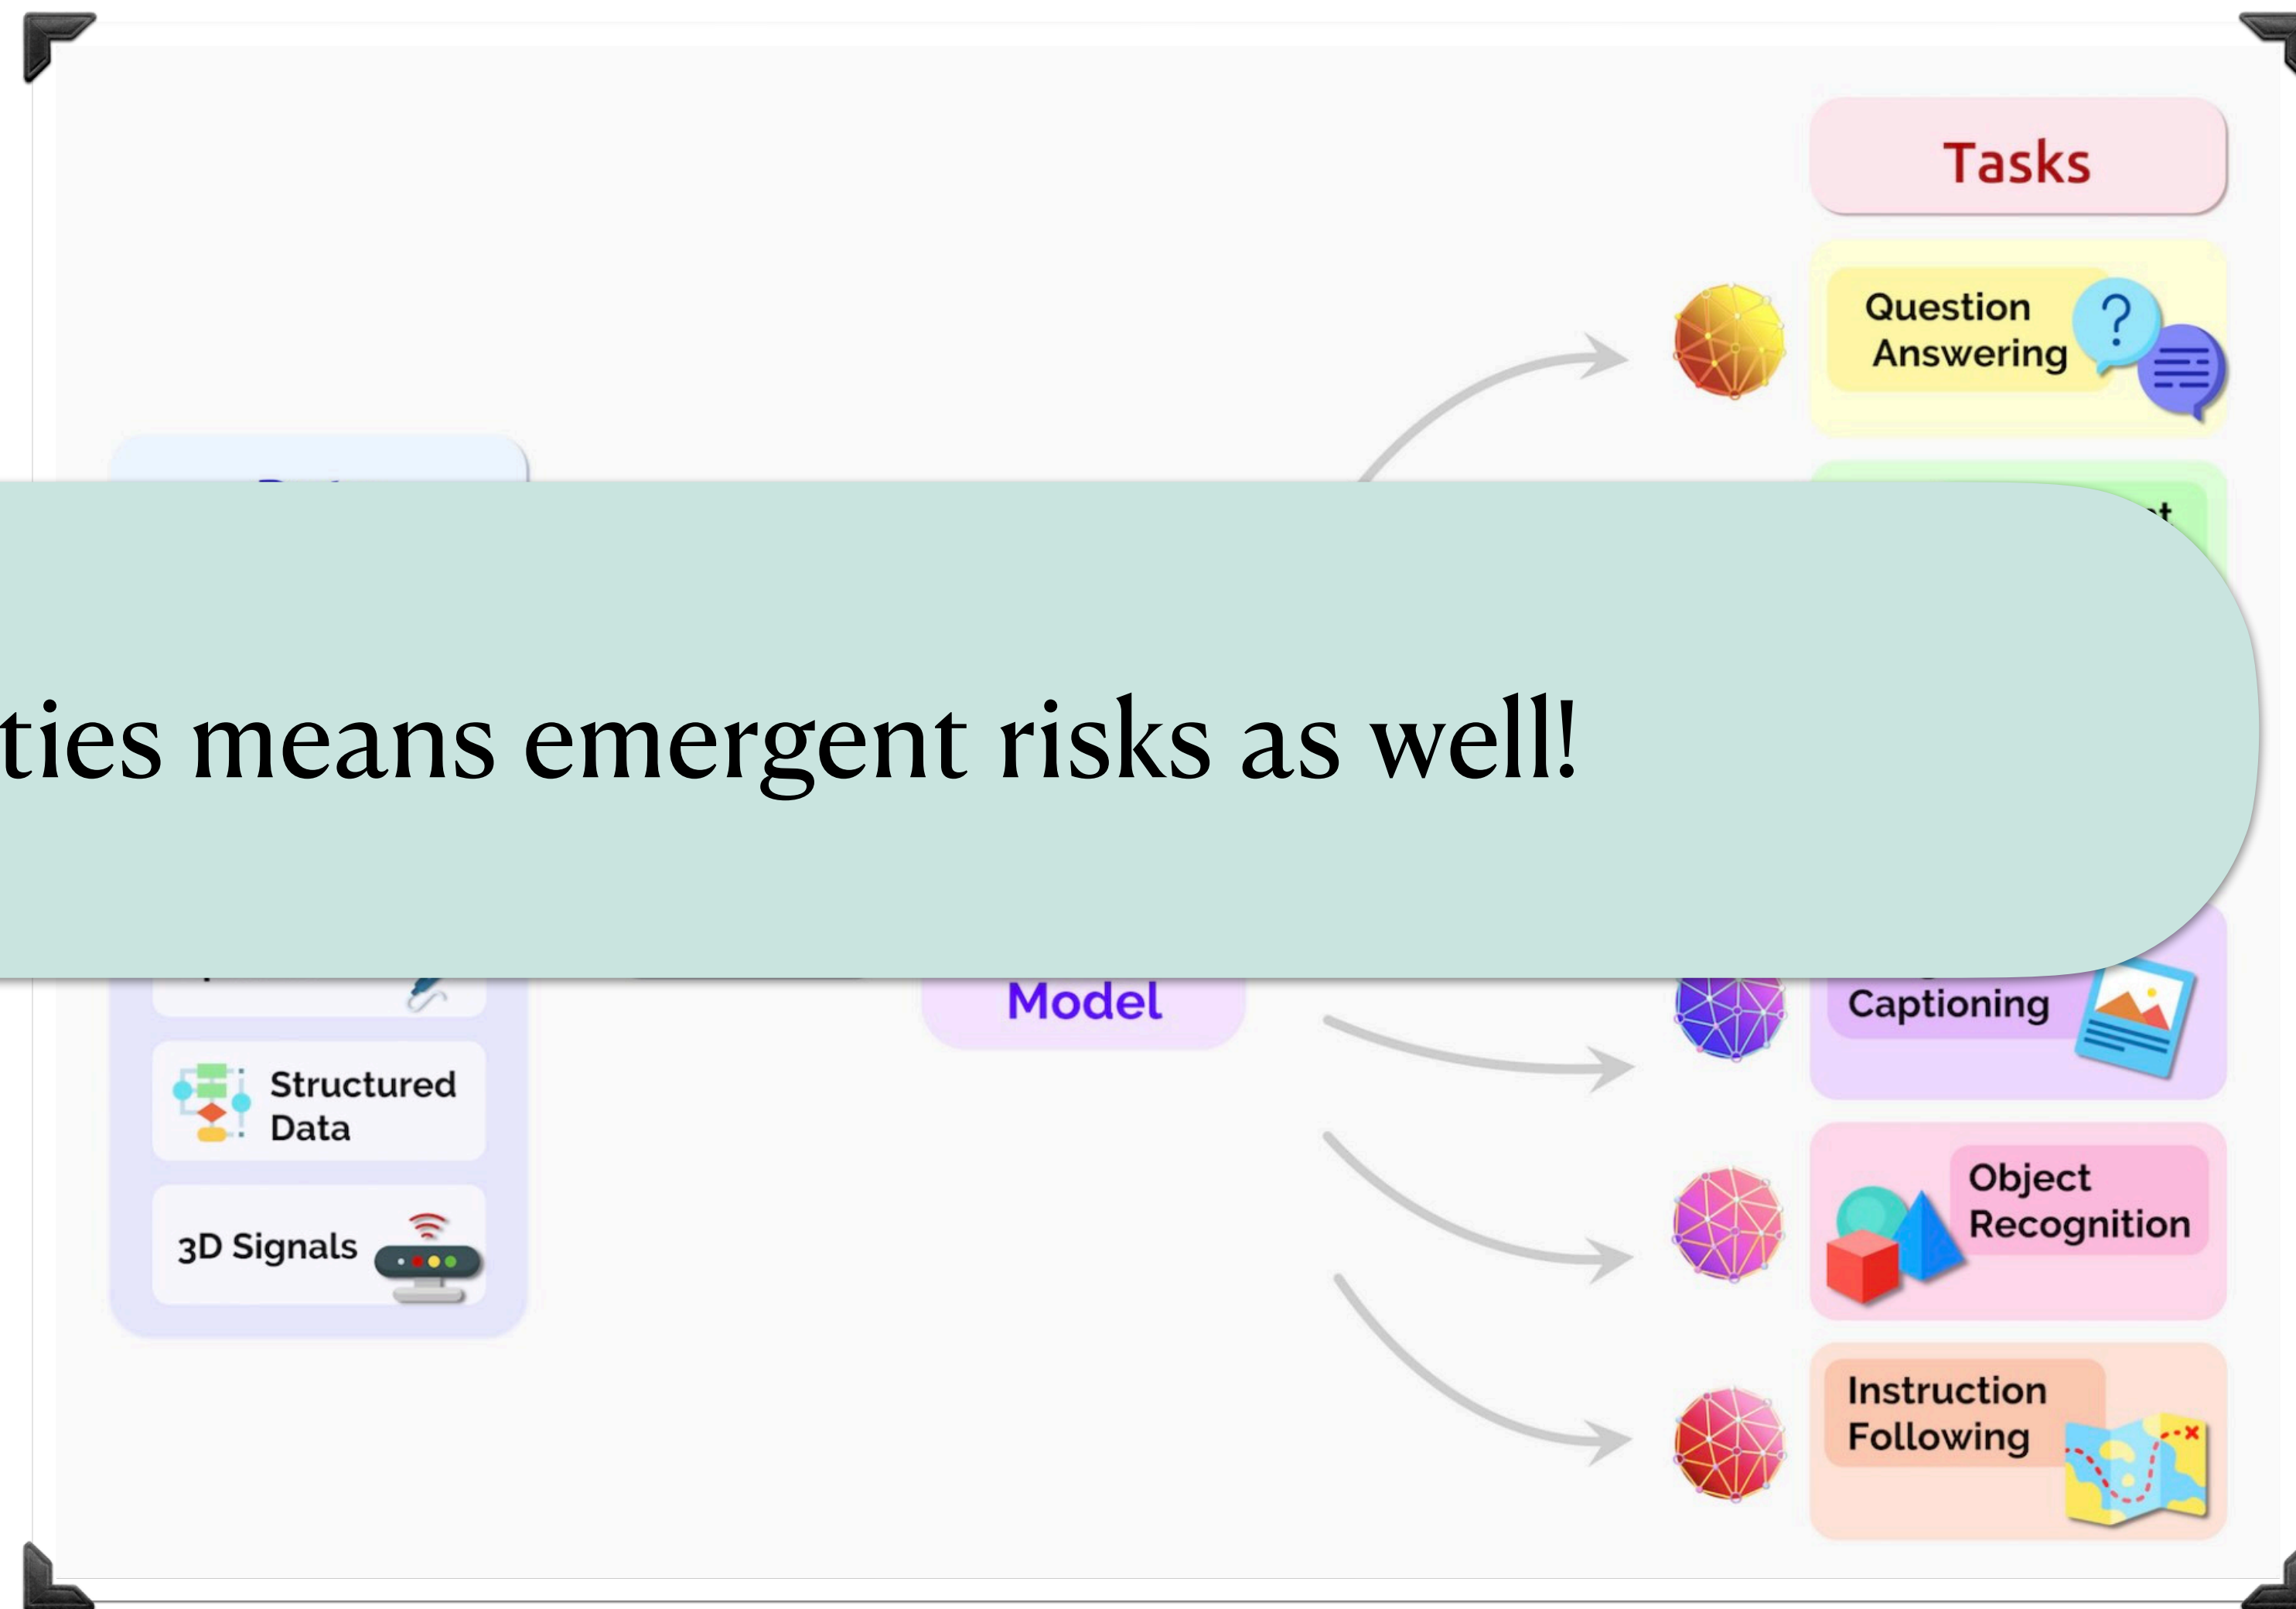 Tasks
Question
Answering
ties means emergent risks as well!
Model
Captioning
Structured
Data
3D Signals
Object
Recognition
Instruction
Following